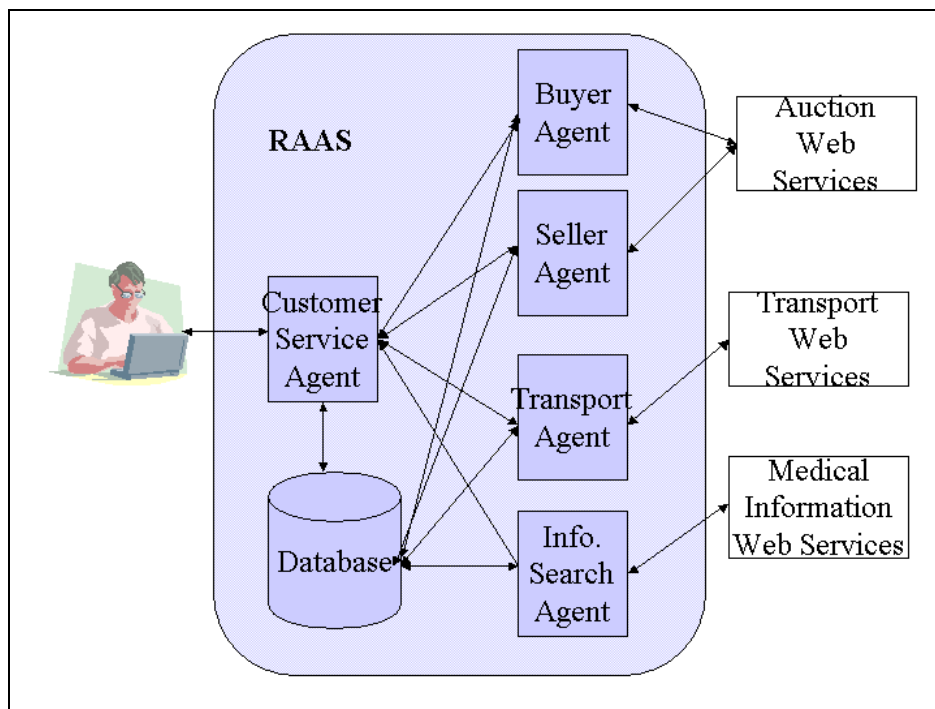 RAAS
Buyer
Agent
Auction
Web
Services
Seller
Agent
Customer
Service
Agent
Transport
Web
Services
Transport
Agent
Database
Info.
Search
Agent
Medical
Information
Web Services